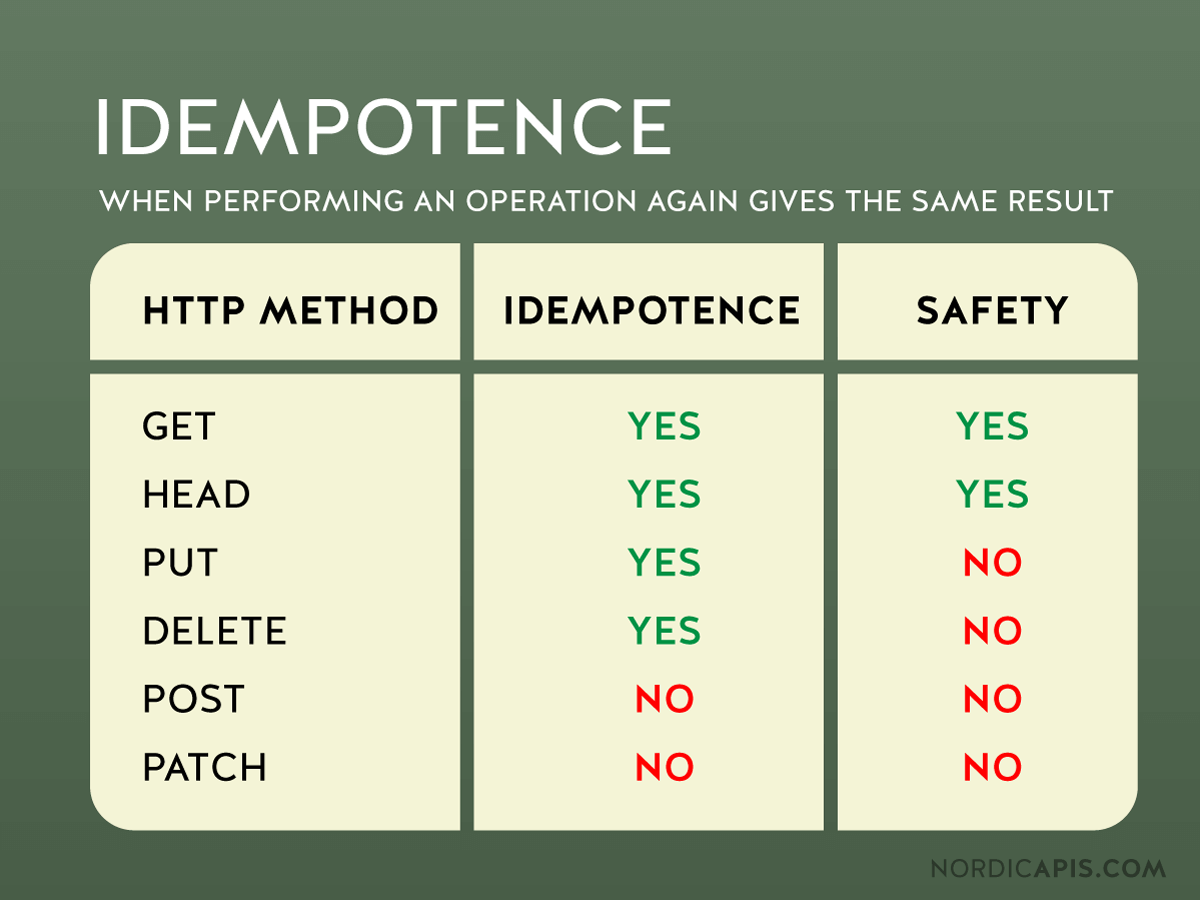 IDEMPOTENCE
WHEN PERFORMING AN OPERATION AGAIN GIVES THE SAME RESULT
HTTP METHOD IDEMPOTENCE SAFETY
GET YES YES
HEAD YES YES
PUT YES NO
DELETE YES NO
POST NO NO
PATCH NO NO
NORDICAPIS.COM